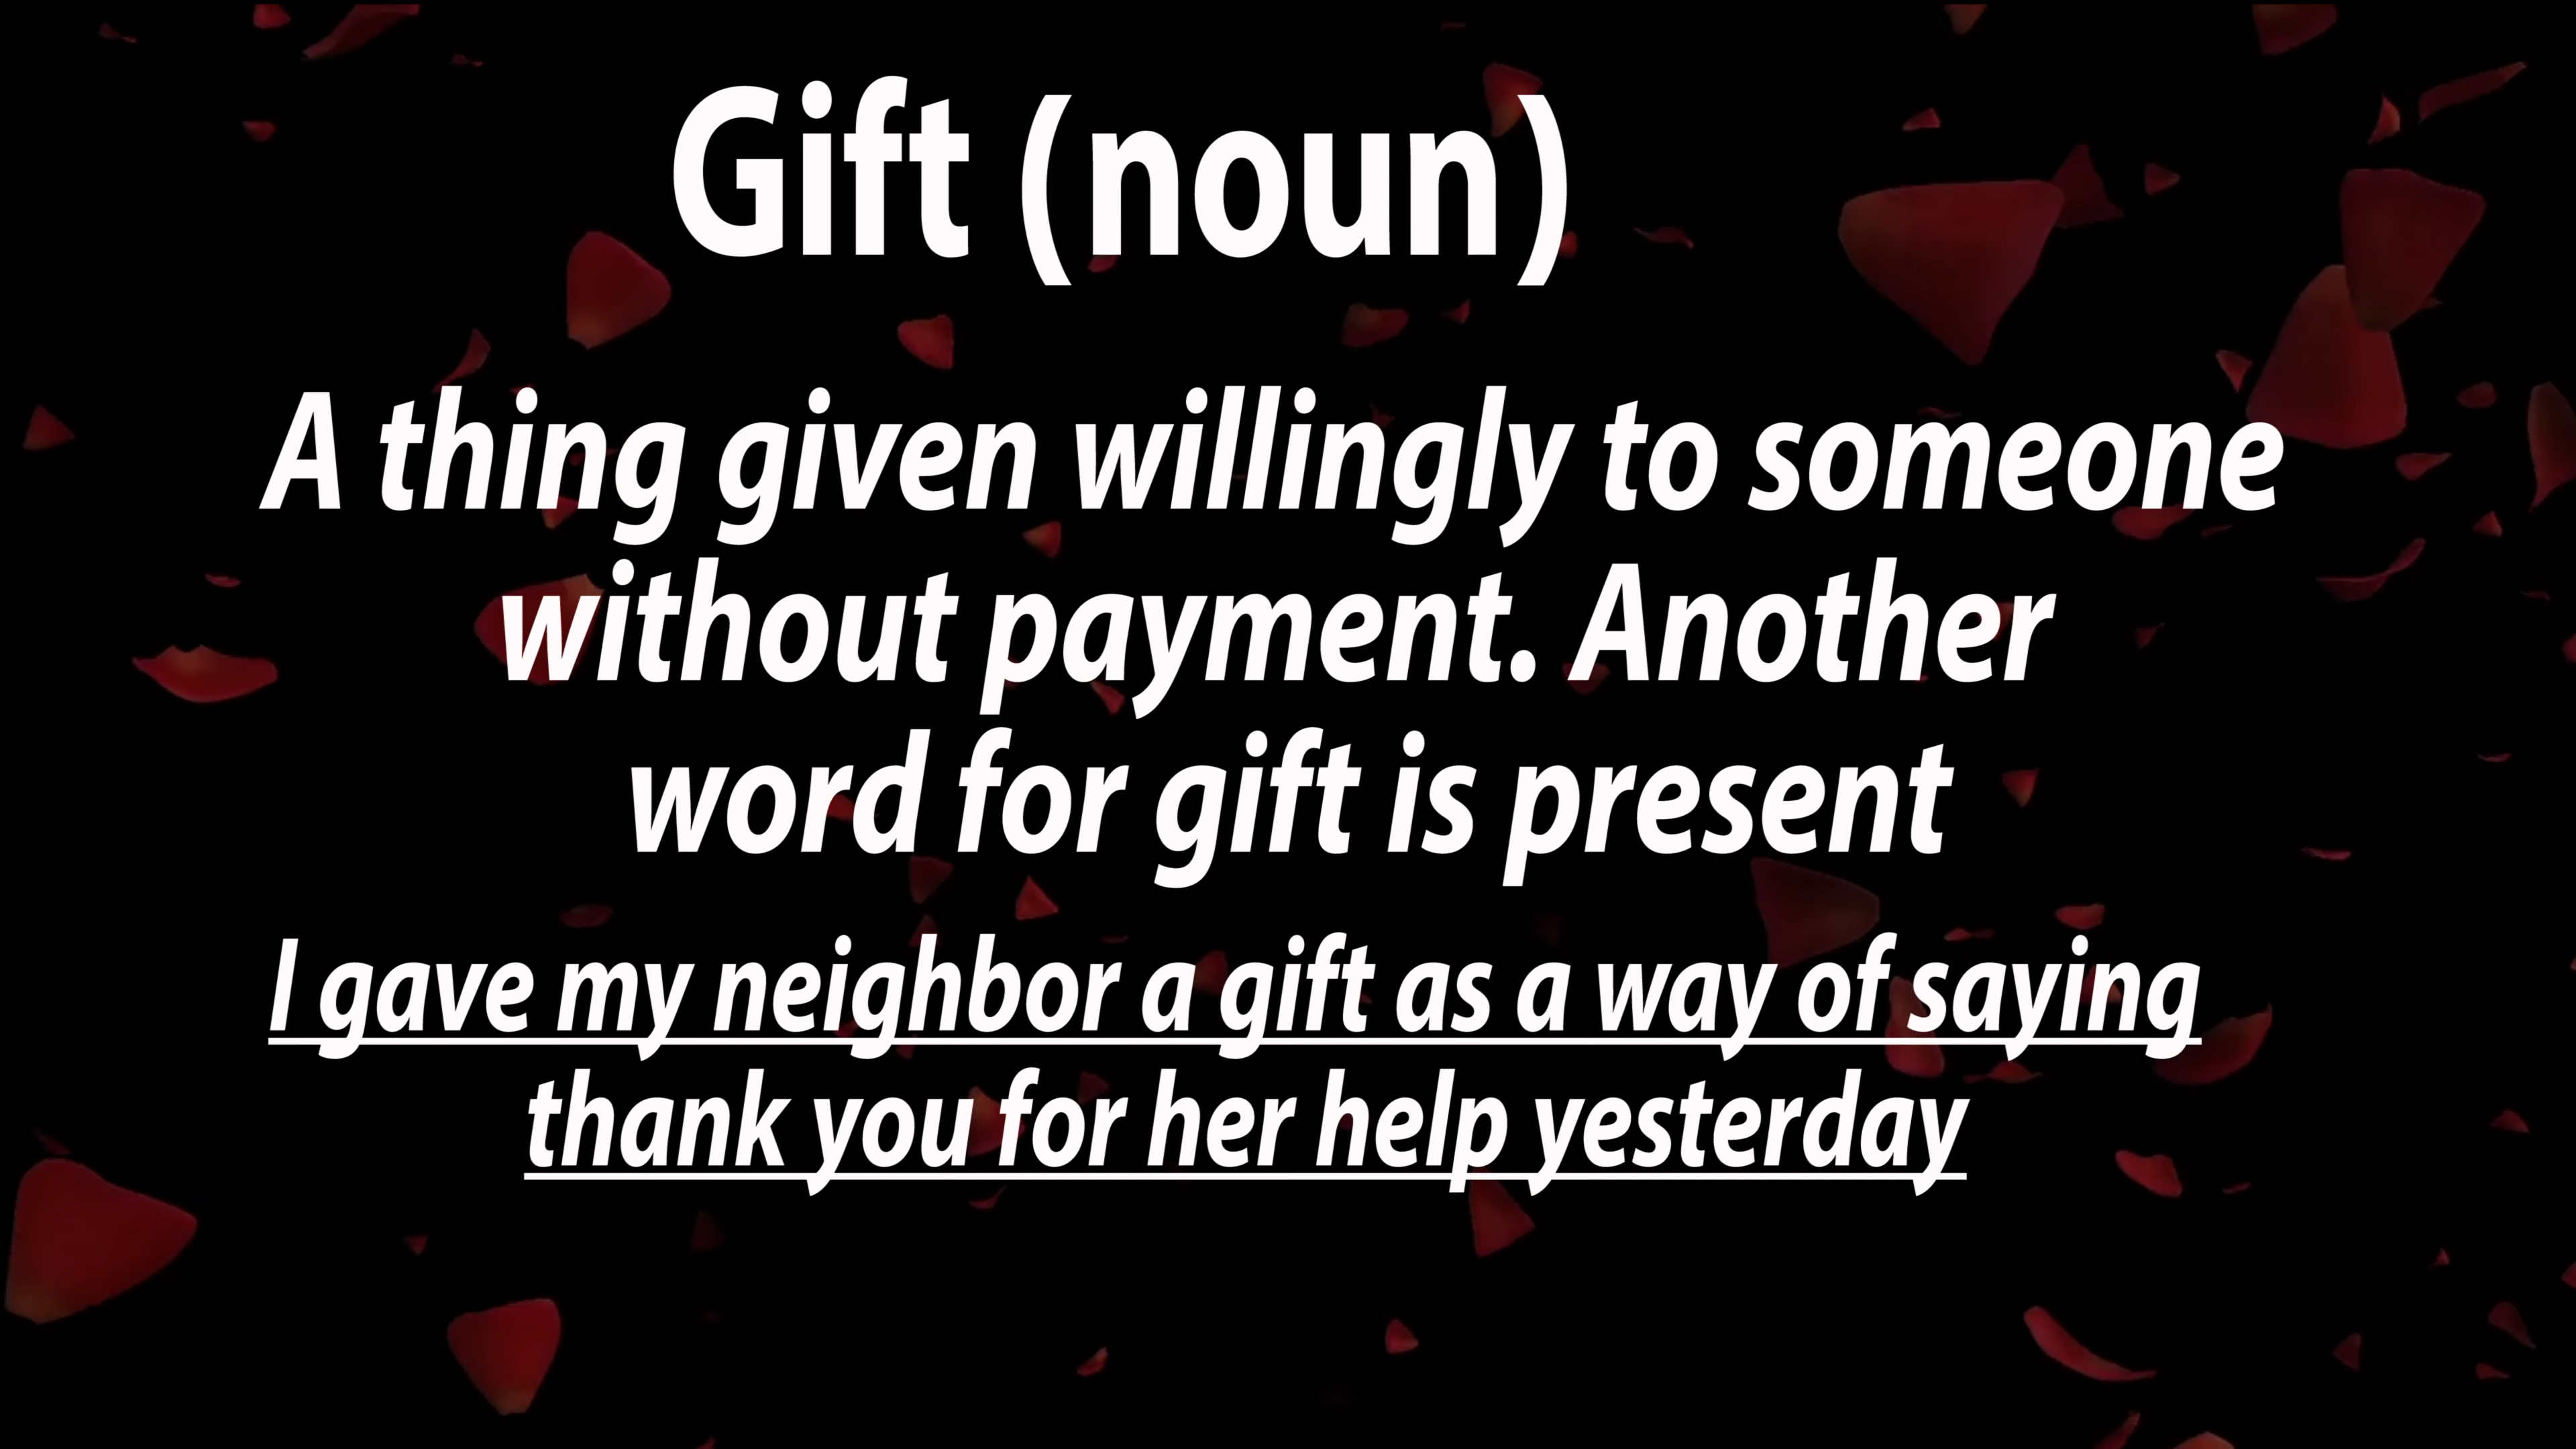 Gift (noun)
A thing given willingly to someone
without payment. Another
word for gift is present
I gave my neighbor a gift as a way of saying
thank you for her help yesterday